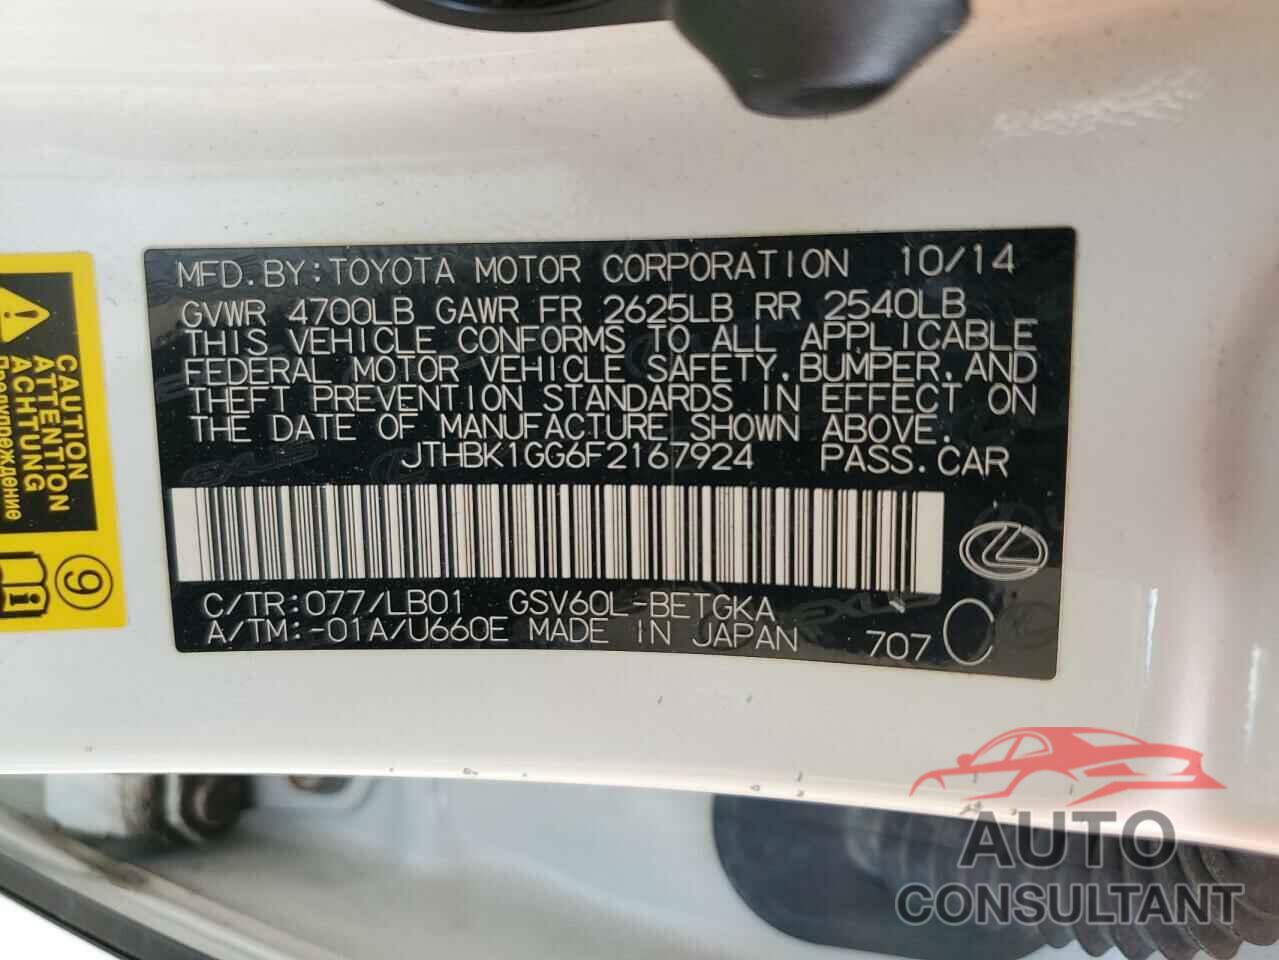 MFD.BY:TOYOTA MOTOR CORPORATION 10/14
GVWR 4700LB GAWR FR 2625LB RR 2540LB
THIS VEHICLE CONFORMS TO ALL APPLICABLE
FEDERAL MOTOR VEHICLE SAFETY,BUMPER,AND
THEFT PREVENTION STANDARDS IN EFFECT ON
THE DATE OF MANUFACTURE SHOWN ABOVE.
JTHBK1GG6F2167924 PASS.CAR
C/TR:077/LB01 GSV60L-BETGKA
A/TM:-01A/U660E MADE IN JAPAN 707
CAUTION
ATTENTION
ACHTUNG
Предупреждение
9
AUTO
CONSULTANT